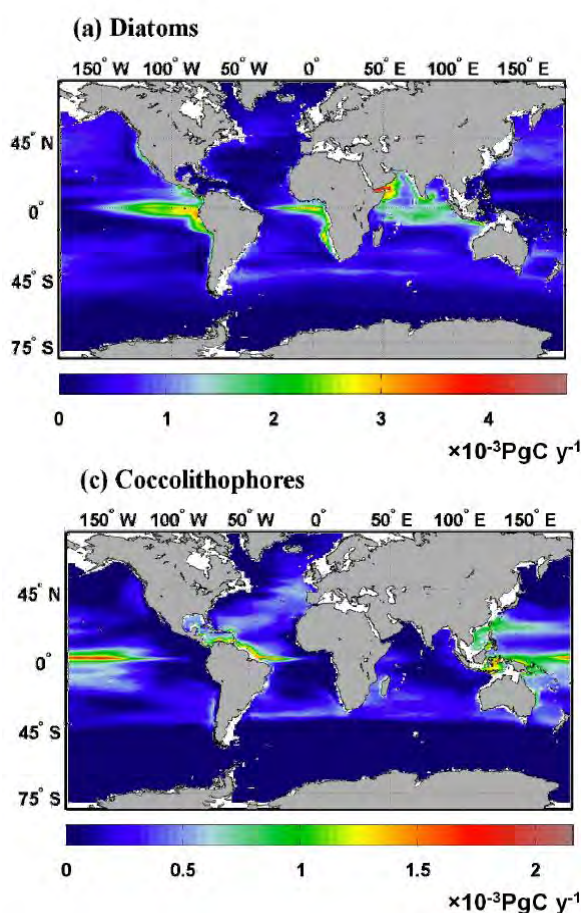 (a) Diatoms
150° W 100° W 50° W 0° 50° E 100° E 150° E
45° N
0°
45° S
75° S
0 1 2 3 4
×10⁻³PgC y⁻¹
(c) Coccolithophores
150° W 100° W 50° W 0° 50° E 100° E 150° E
45° N
0°
45° S
75° S
0 0.5 1 1.5 2
×10⁻³PgC y⁻¹